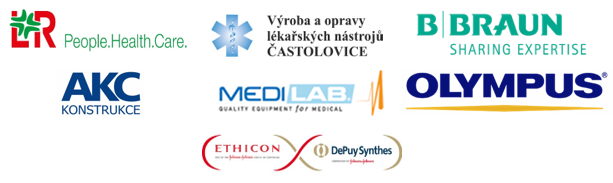 L&R
People.Health.Care.
Výroba a opravy
lékařských nástrojů
ČASTOLOVICE
B|BRAUN
SHARING EXPERTISE
AKC
KONSTRUKCE
MEDILAB.
QUALITY EQUIPMENT for MEDICAL
OLYMPUS
ETHICON
DePuy Synthes